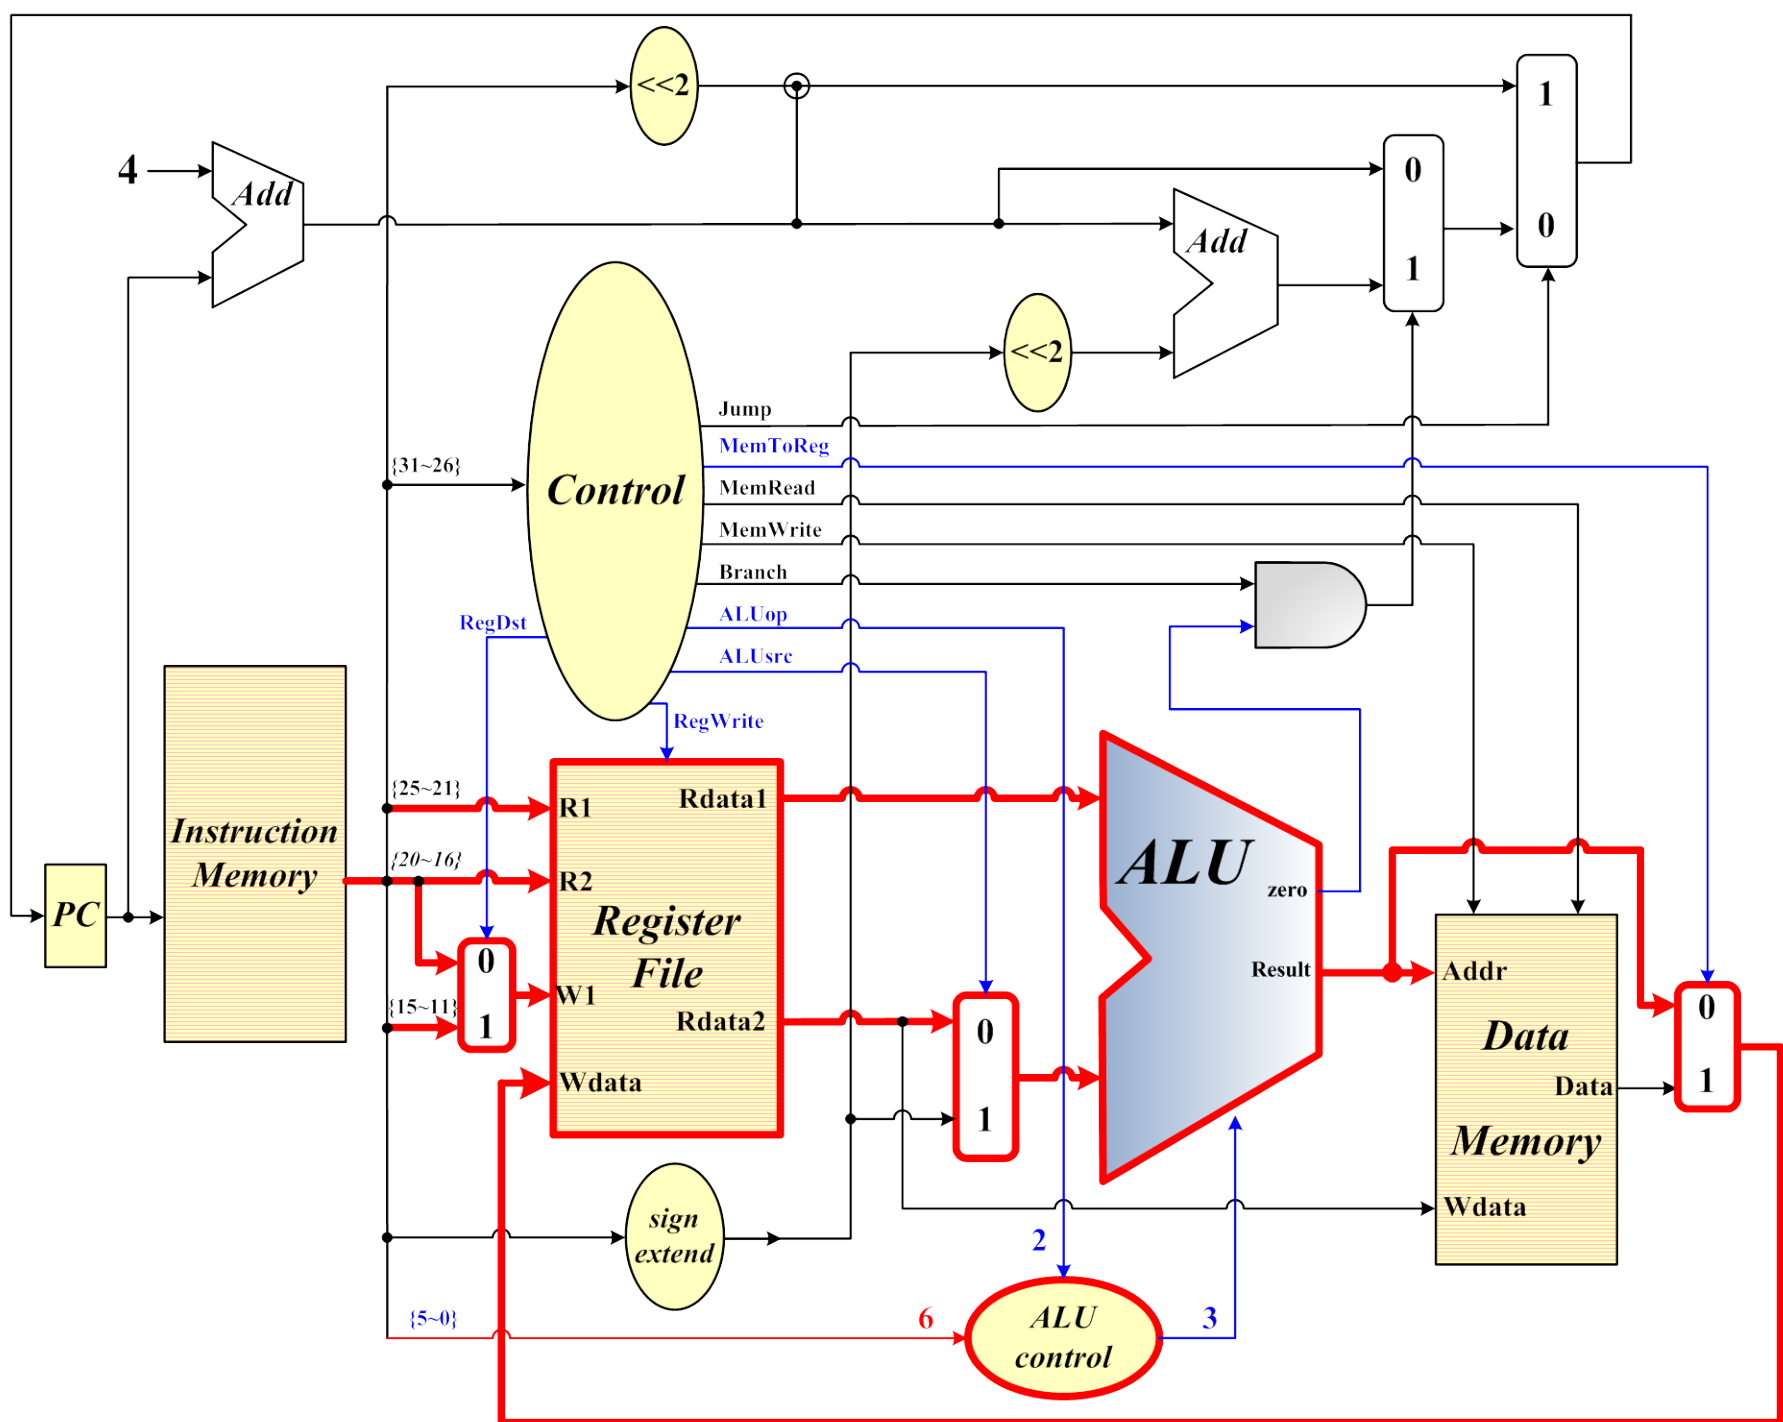 <<2
1
0
4
Add
Add
0
1
<<2
Control
{31~26}
Jump
MemToReg
MemRead
MemWrite
Branch
ALUop
ALUsrc
RegDst
RegWrite
PC
Instruction
Memory
{25~21}
{20~16}
{15~11}
0
1
R1
R2
W1
Wdata
Rdata1
Rdata2
Register
File
0
1
ALU
zero
Result
Addr
Data
Data
Memory
Wdata
0
1
sign
extend
2
{5~0}
6
ALU
control
3